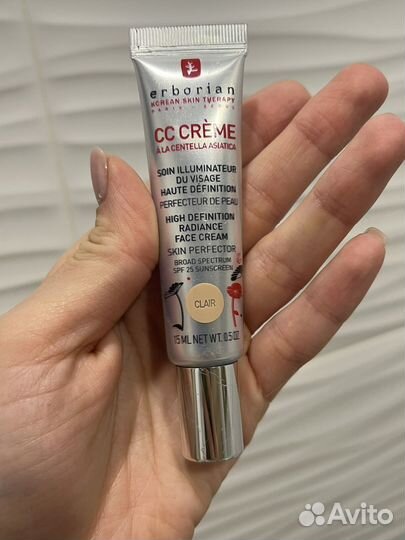 erborian
KOREAN SKIN THERAPY
PARIS – SÉOUL
CC CRÈME
À LA CENTELLA ASIATICA
SOIN ILLUMINATEUR
DU VISAGE
HAUTE DÉFINITION
PERFECTEUR DE PEAU
HIGH DEFINITION
RADIANCE
FACE CREAM
SKIN PERFECTOR
BROAD SPECTRUM
SPF 25 SUNSCREEN
CLAIR
15 ML NET WT. 0.5 OZ.
Avito